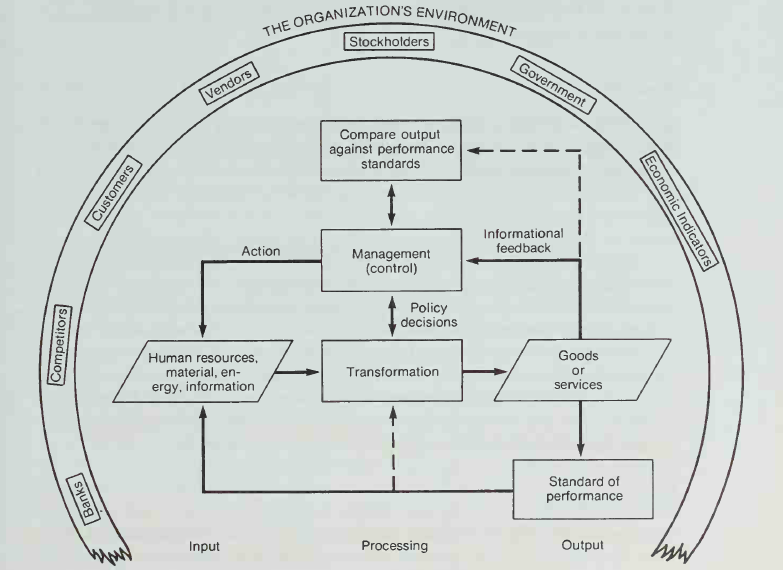 THE ORGANIZATION'S ENVIRONMENT
Stockholders
Vendors
Government
Customers
Economic Indicators
Competitors
Banks
Compare output
against performance
standards
Informational
feedback
Action
Management
(control)
Policy
decisions
Human resources,
material, en-
ergy, information
Transformation
Goods
or
services
Standard of
performance
Input
Processing
Output